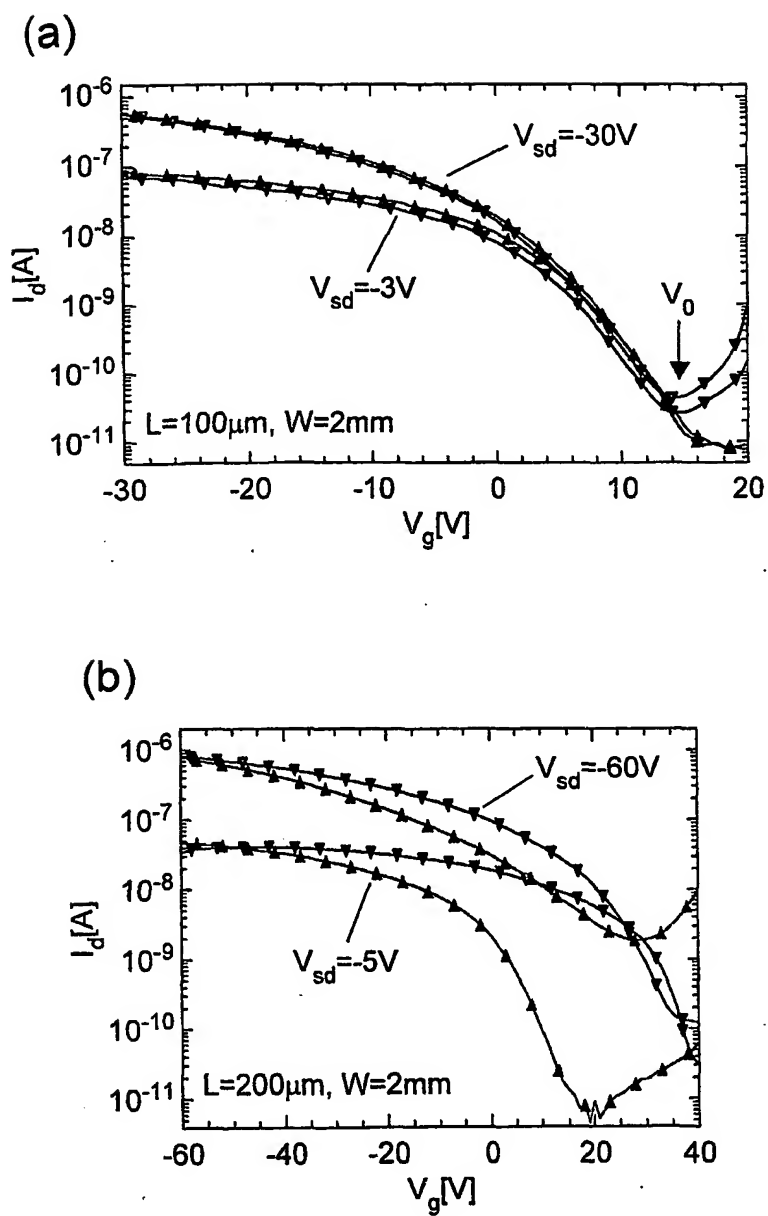 (a)
10^-6
10^-7
10^-8
10^-9
10^-10
10^-11
I_d[A]
V_sd=-30V
V_sd=-3V
V_0
L=100μm, W=2mm
-30 -20 -10 0 10 20
V_g[V]
(b)
10^-6
10^-7
10^-8
10^-9
10^-10
10^-11
I_d[A]
V_sd=-60V
V_sd=-5V
L=200μm, W=2mm
-60 -40 -20 0 20 40
V_g[V]